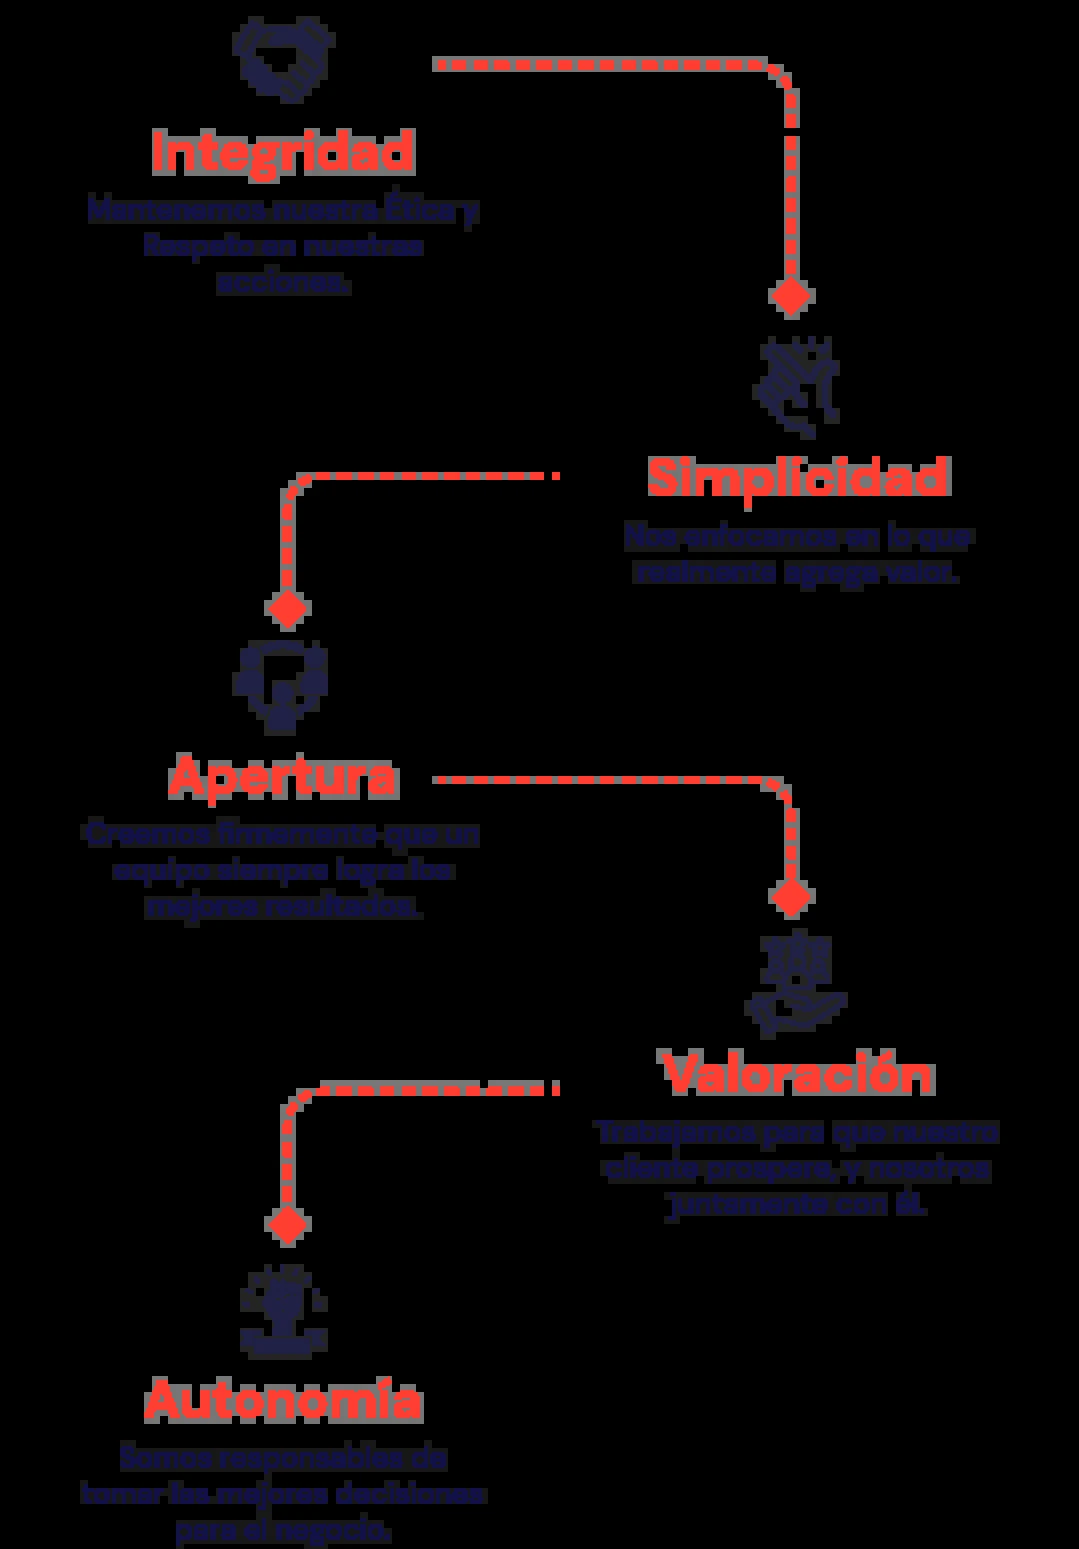 Integridad
Mantenemos nuestra Ética y
Respeto en nuestras
acciones.
Simplicidad
Nos enfocamos en lo que
realmente agrega valor.
Apertura
Creemos firmemente que un
equipo siempre logra los
mejores resultados.
Valoración
Trabajamos para que nuestro
cliente prospere, y nosotros
juntamente con él.
Autonomía
Somos responsables de
tomar las mejores decisiones
para el negocio.